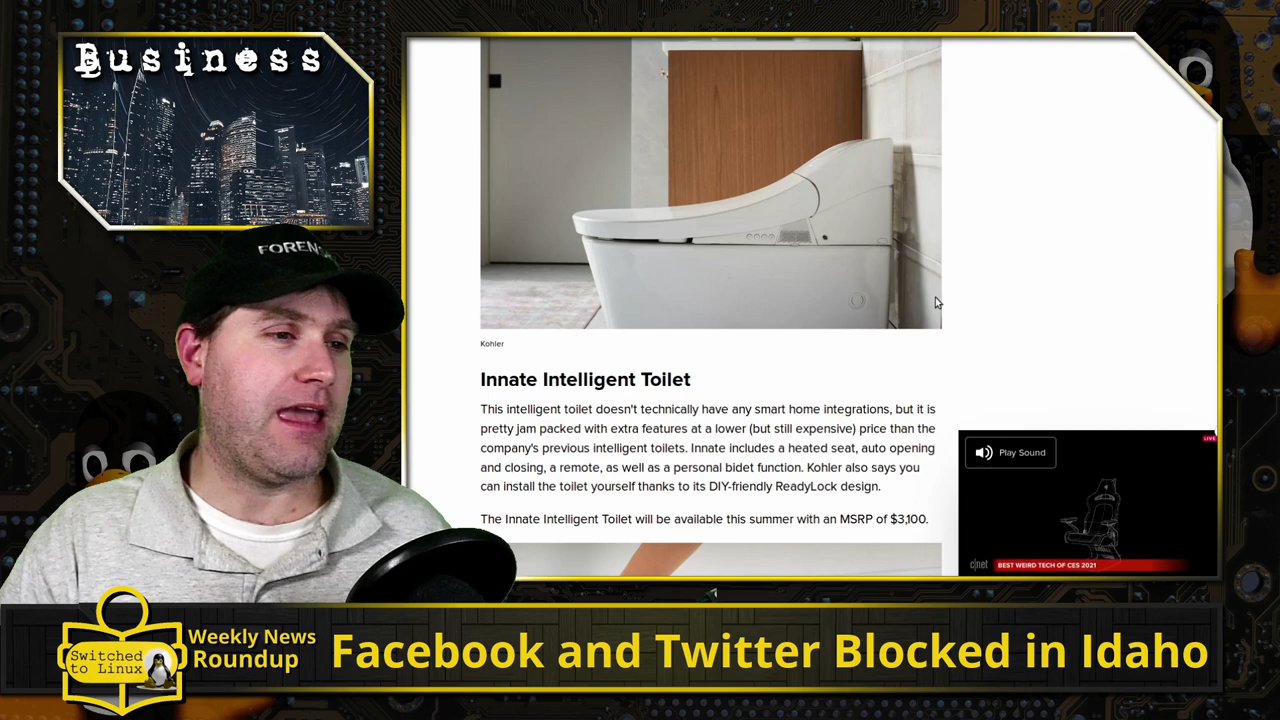 Business
FOREN
Kohler
Innate Intelligent Toilet
This intelligent toilet doesn't technically have any smart home integrations, but it is
pretty jam packed with extra features at a lower (but still expensive) price than the
company's previous intelligent toilets. Innate includes a heated seat, auto opening
and closing, a remote, as well as a personal bidet function. Kohler also says you
can install the toilet yourself thanks to its DIY-friendly ReadyLock design.
The Innate Intelligent Toilet will be available this summer with an MSRP of $3,100.
LIVE
Play Sound
c|net
BEST WEIRD TECH OF CES 2021
Switched
to Linux
Weekly News
Roundup
Facebook and Twitter Blocked in Idaho